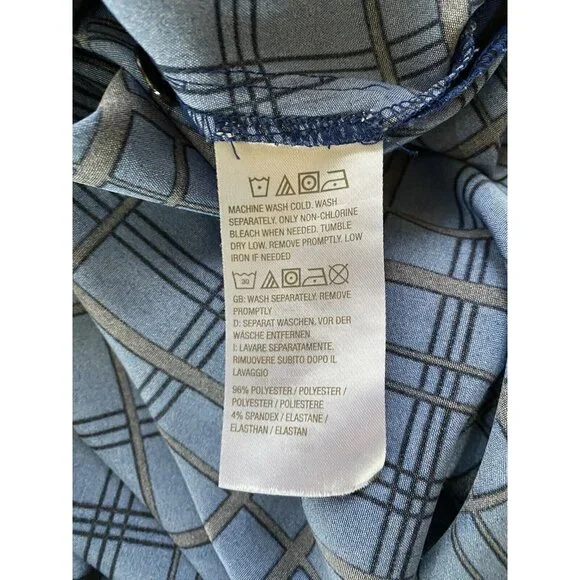 MACHINE WASH COLD. WASH
SEPARATELY. ONLY NON-CHLORINE
BLEACH WHEN NEEDED. TUMBLE
DRY LOW. REMOVE PROMPTLY. LOW
IRON IF NEEDED
30
GB: WASH SEPARATELY. REMOVE
PROMPTLY
D: SEPARAT WASCHEN. VOR DER
WÄSCHE ENTFERNEN
I: LAVARE SEPARATAMENTE.
RIMUOVERE SUBITO DOPO IL
LAVAGGIO
96% POLYESTER / POLYESTER /
POLYESTER / POLIESTERE
4% SPANDEX / ELASTANE /
ELASTHAN / ELASTAN